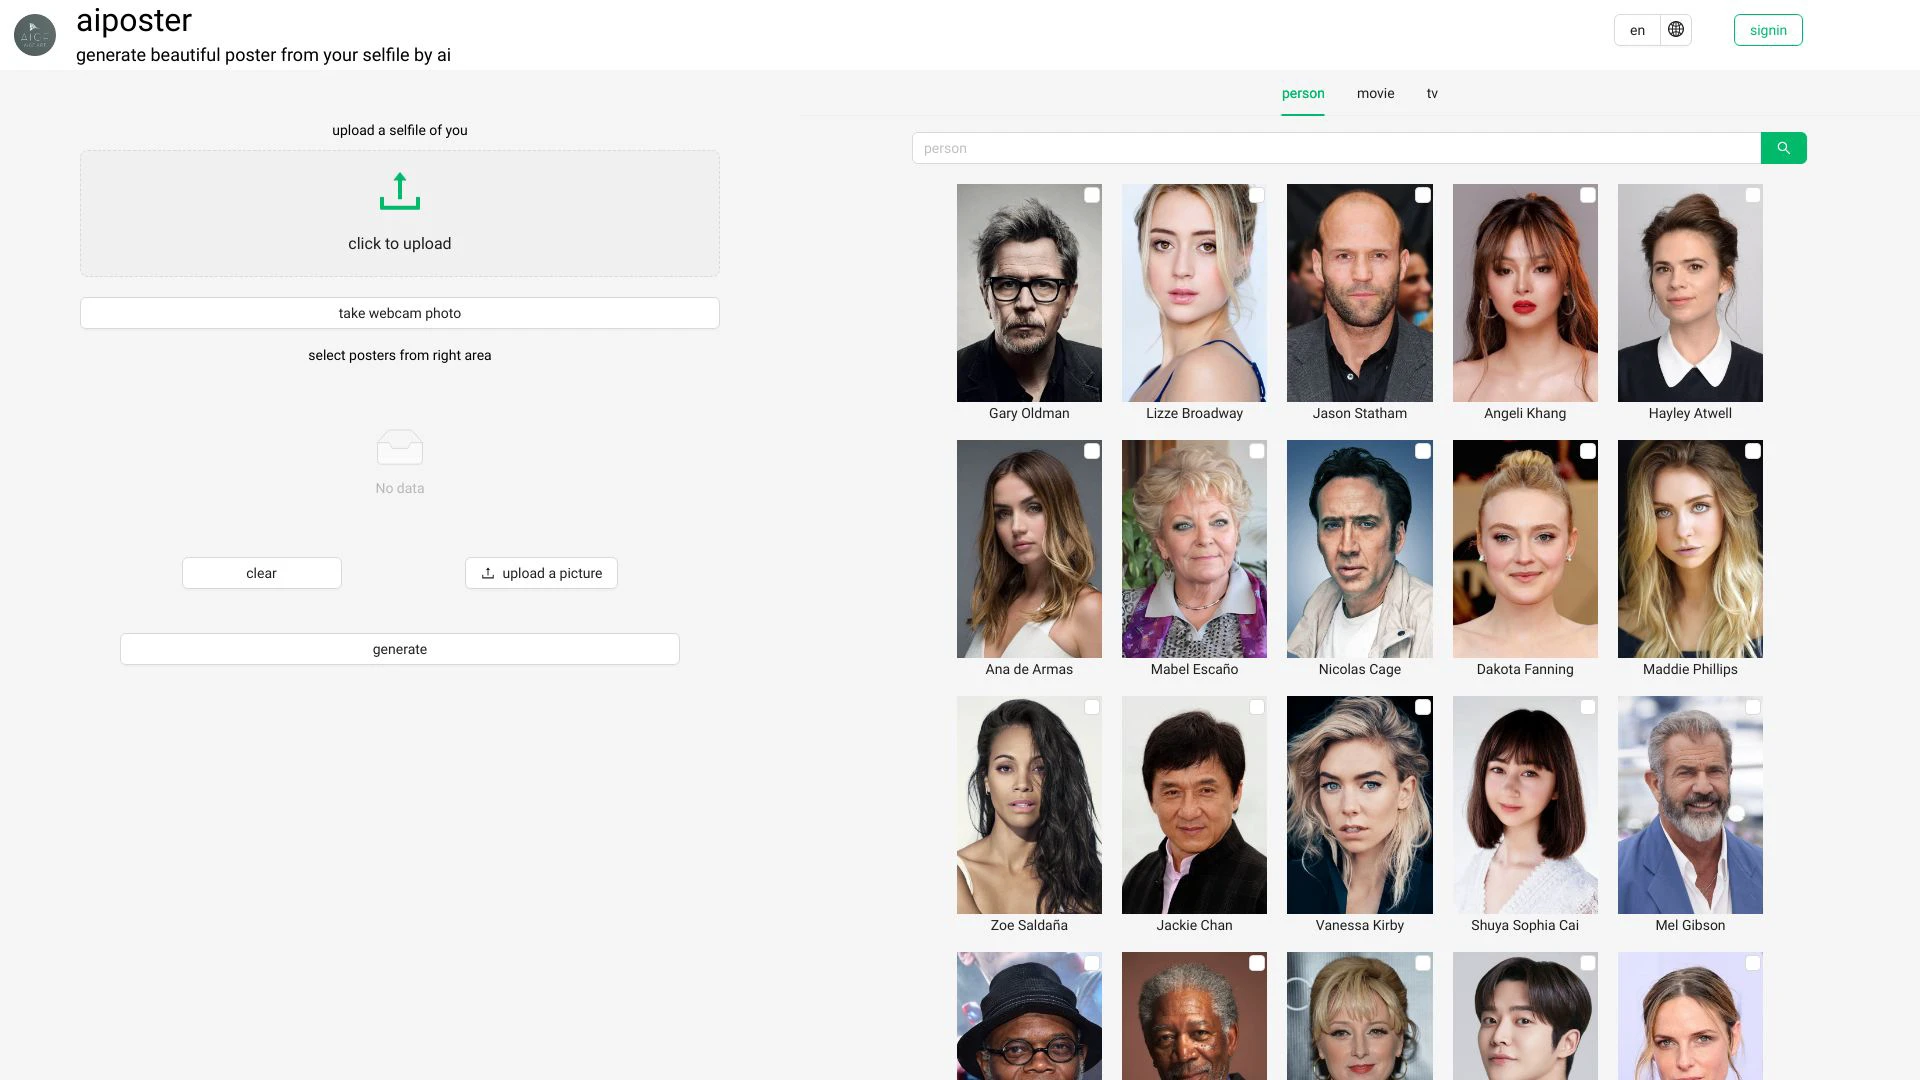 aiposter
generate beautiful poster from your selfile by ai
en
signin
upload a selfile of you
click to upload
take webcam photo
select posters from right area
No data
clear
upload a picture
generate
person movie tv
person
Gary Oldman Lizze Broadway Jason Statham Angeli Khang Hayley Atwell
Ana de Armas Mabel Escaño Nicolas Cage Dakota Fanning Maddie Phillips
Zoe Saldaña Jackie Chan Vanessa Kirby Shuya Sophia Cai Mel Gibson